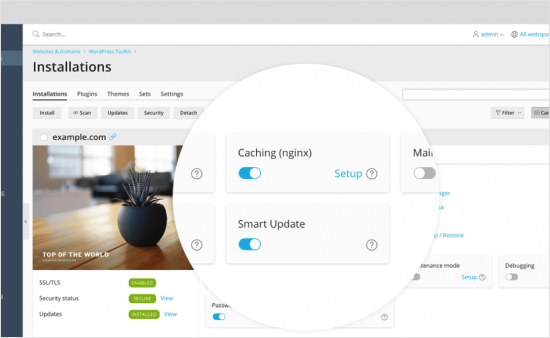 Search...
admin
All webspa
Websites & Domains > WordPress Toolkit >
Installations
Installations Plugins Themes Sets Settings
Install Scan Updates Security Detach
Filter
example.com
Caching (nginx)
Setup ?
Mai
?
Smart Update
?
?
TOP OF THE WORLD
SSL/TLS ENABLED
Security status SECURE View
Updates INSTALLED View
ager
ta
p / Restore
tenance mode
Setup ?
Debugging
Passw
?